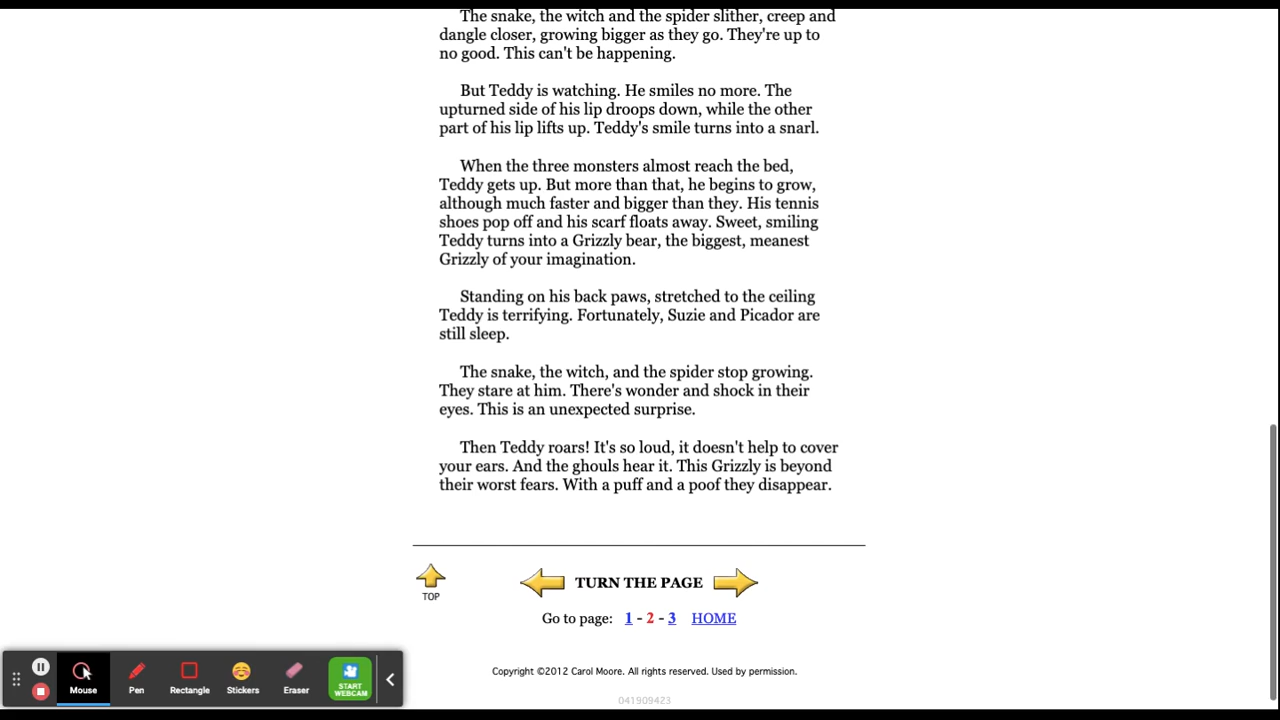 The snake, the witch and the spider slither, creep and
dangle closer, growing bigger as they go. They're up to
no good. This can't be happening.
But Teddy is watching. He smiles no more. The
upturned side of his lip droops down, while the other
part of his lip lifts up. Teddy's smile turns into a snarl.
When the three monsters almost reach the bed,
Teddy gets up. But more than that, he begins to grow,
although much faster and bigger than they. His tennis
shoes pop off and his scarf floats away. Sweet, smiling
Teddy turns into a Grizzly bear, the biggest, meanest
Grizzly of your imagination.
Standing on his back paws, stretched to the ceiling
Teddy is terrifying. Fortunately, Suzie and Picador are
still sleep.
The snake, the witch, and the spider stop growing.
They stare at him. There's wonder and shock in their
eyes. This is an unexpected surprise.
Then Teddy roars! It's so loud, it doesn't help to cover
your ears. And the ghouls hear it. This Grizzly is beyond
their worst fears. With a puff and a poof they disappear.
TOP
TURN THE PAGE
Go to page: 1 - 2 - 3 HOME
Copyright ©2012 Carol Moore. All rights reserved. Used by permission.
041909423
Mouse
Pen
Rectangle
Stickers
Eraser
START
WEBCAM